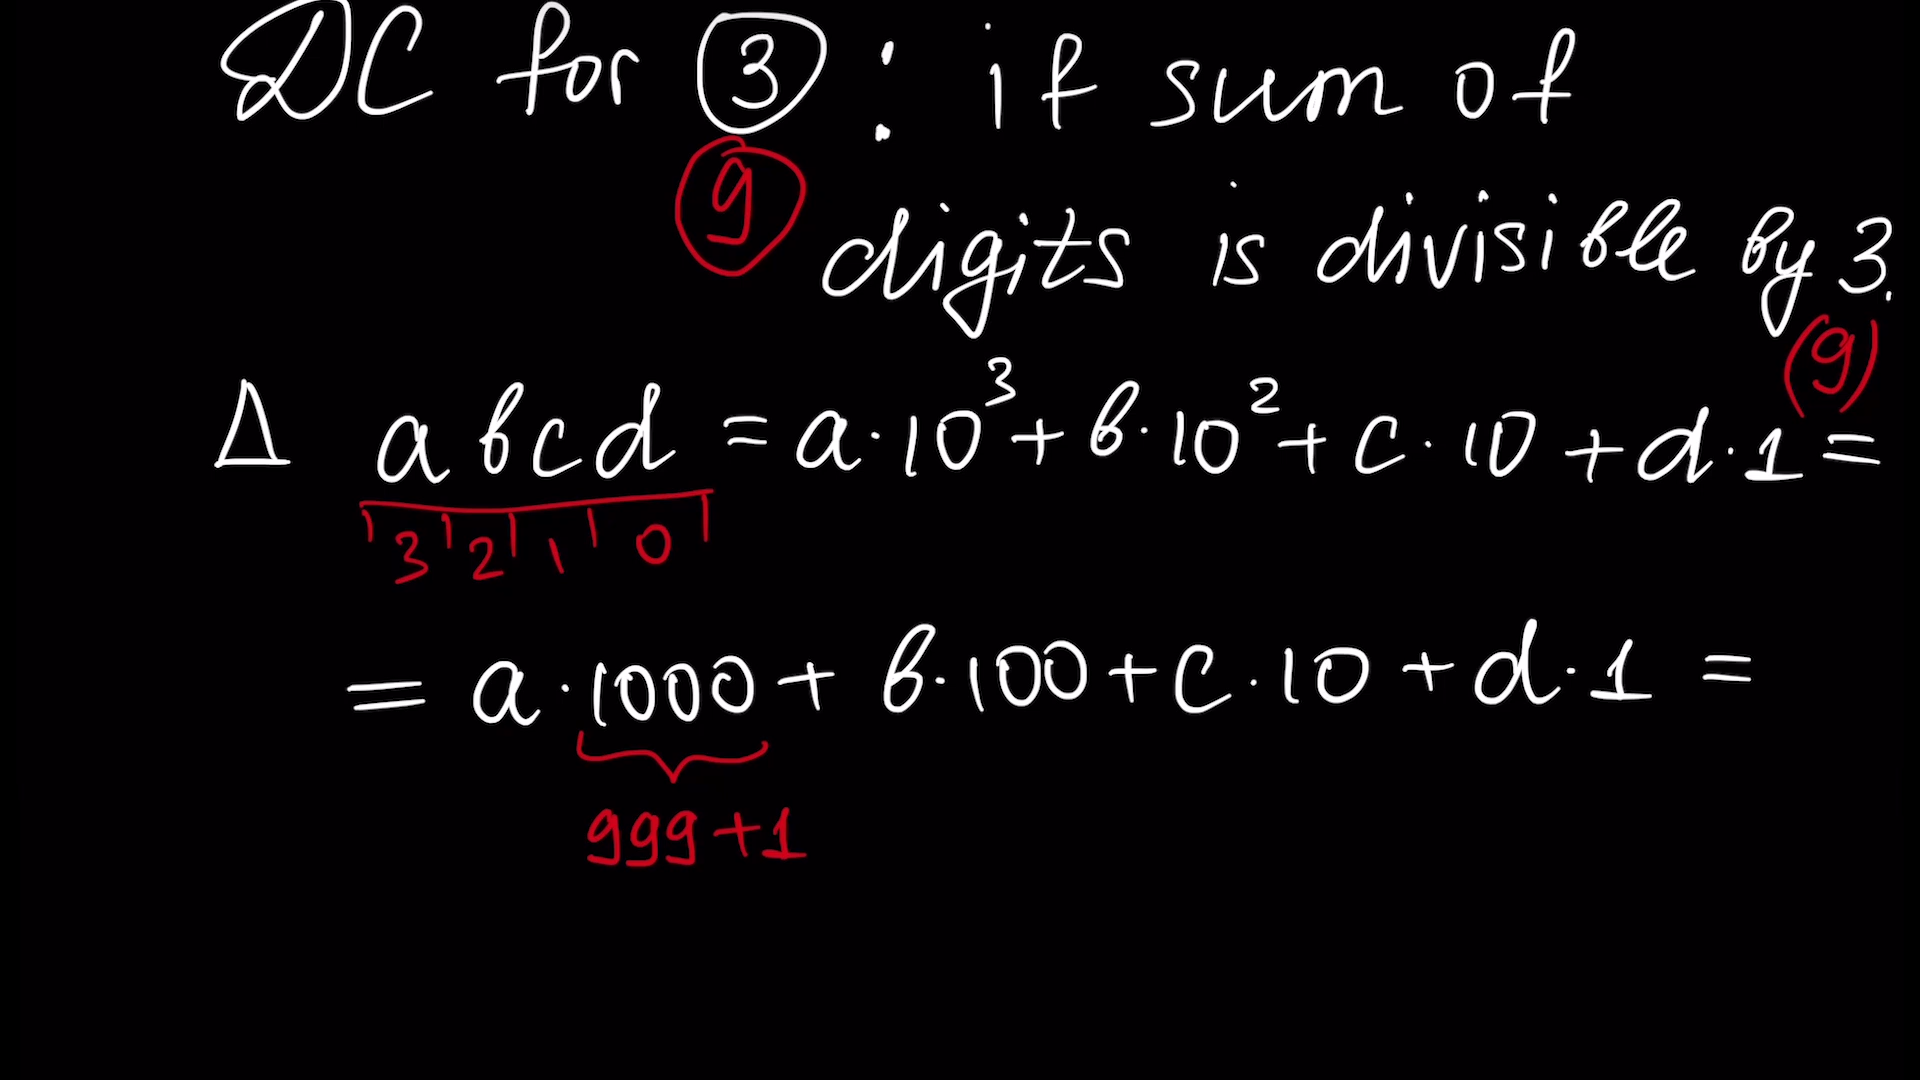 DC for 3 : if sum of
9
digits is divisible by 3.
(9)
Δ abcd = a·10³ + b·10² + c·10 + d·1 =
3 2 1 0
= a·1000 + b·100 + c·10 + d·1 =
999 + 1